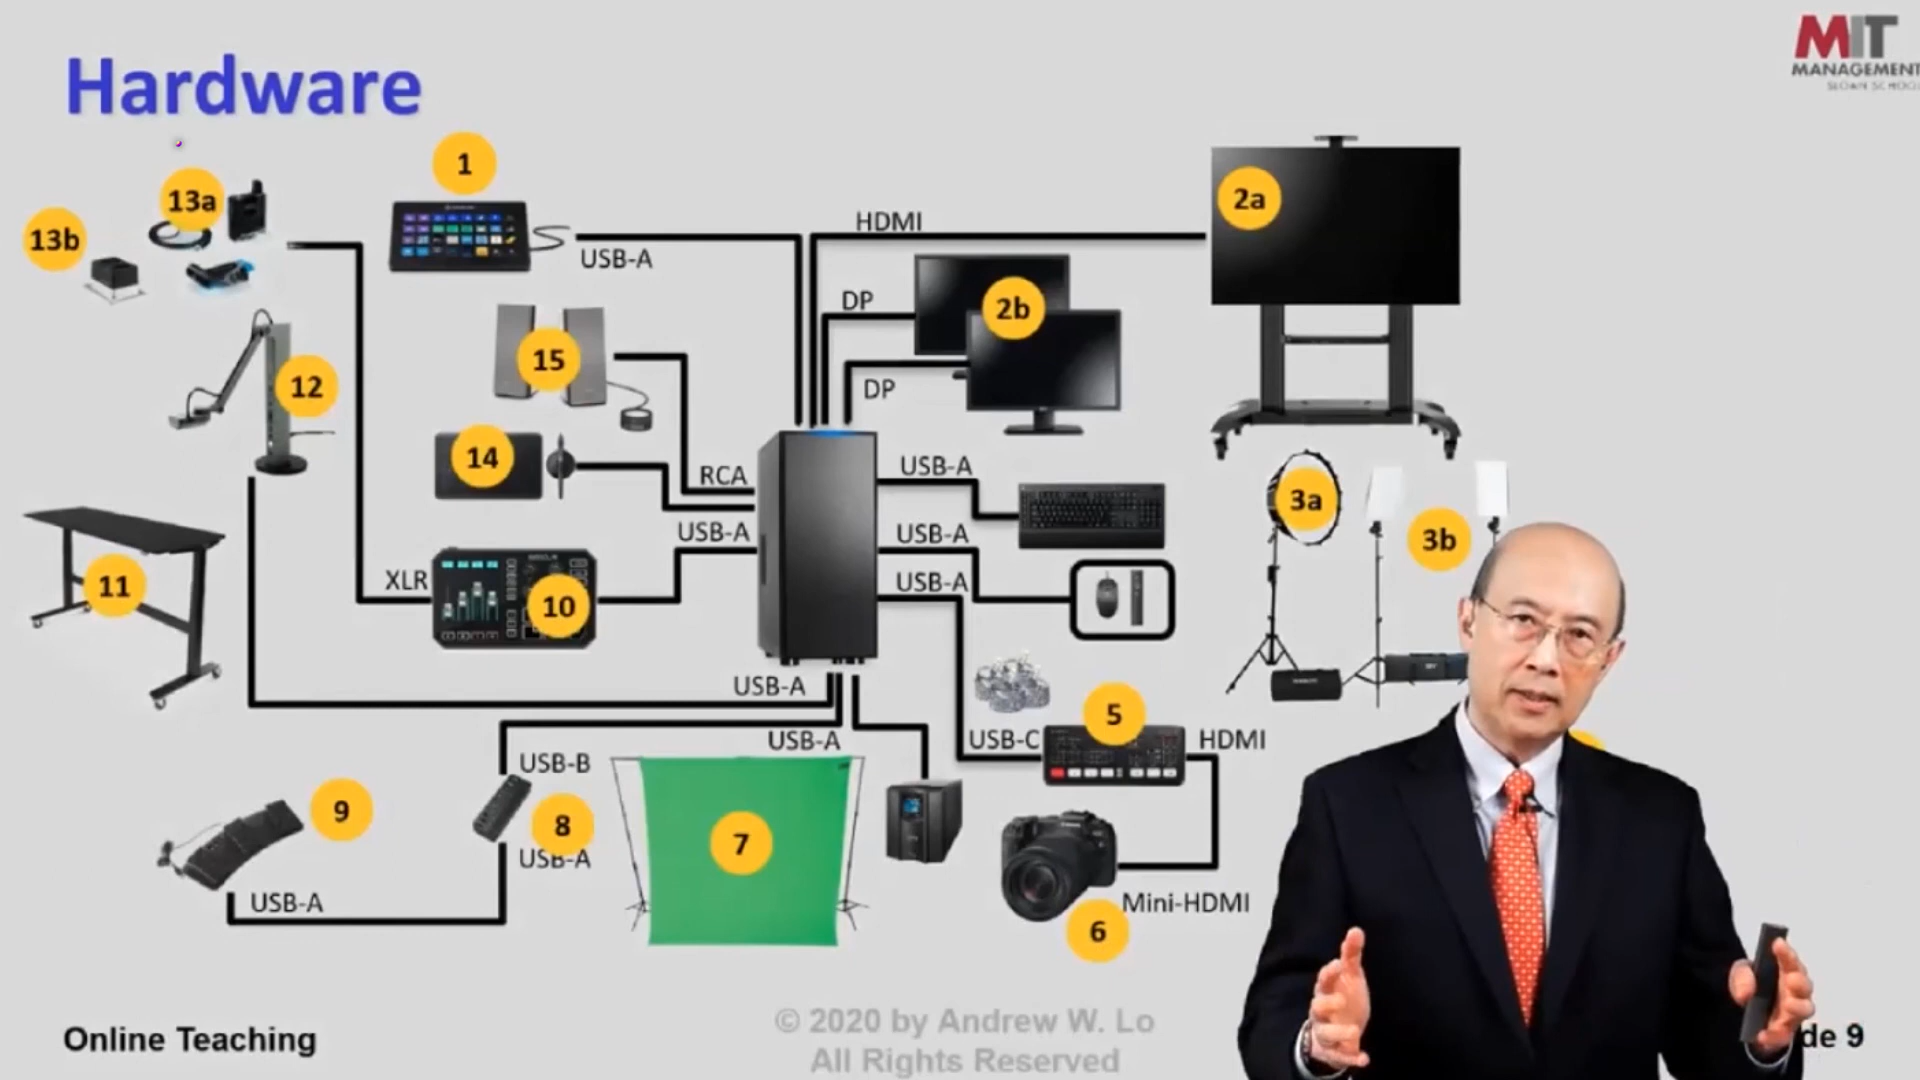 MIT
MANAGEMENT
SLOAN SCHOOL
Hardware
1
13a
13b
2a
HDMI
USB-A
DP
2b
15
12
DP
14
RCA
USB-A
3a
3b
USB-A
USB-A
11
XLR
10
USB-A
USB-A
5
USB-A
USB-C
HDMI
USB-B
9
8
7
USB-A
6
Mini-HDMI
USB-A
© 2020 by Andrew W. Lo
All Rights Reserved
Online Teaching
de 9